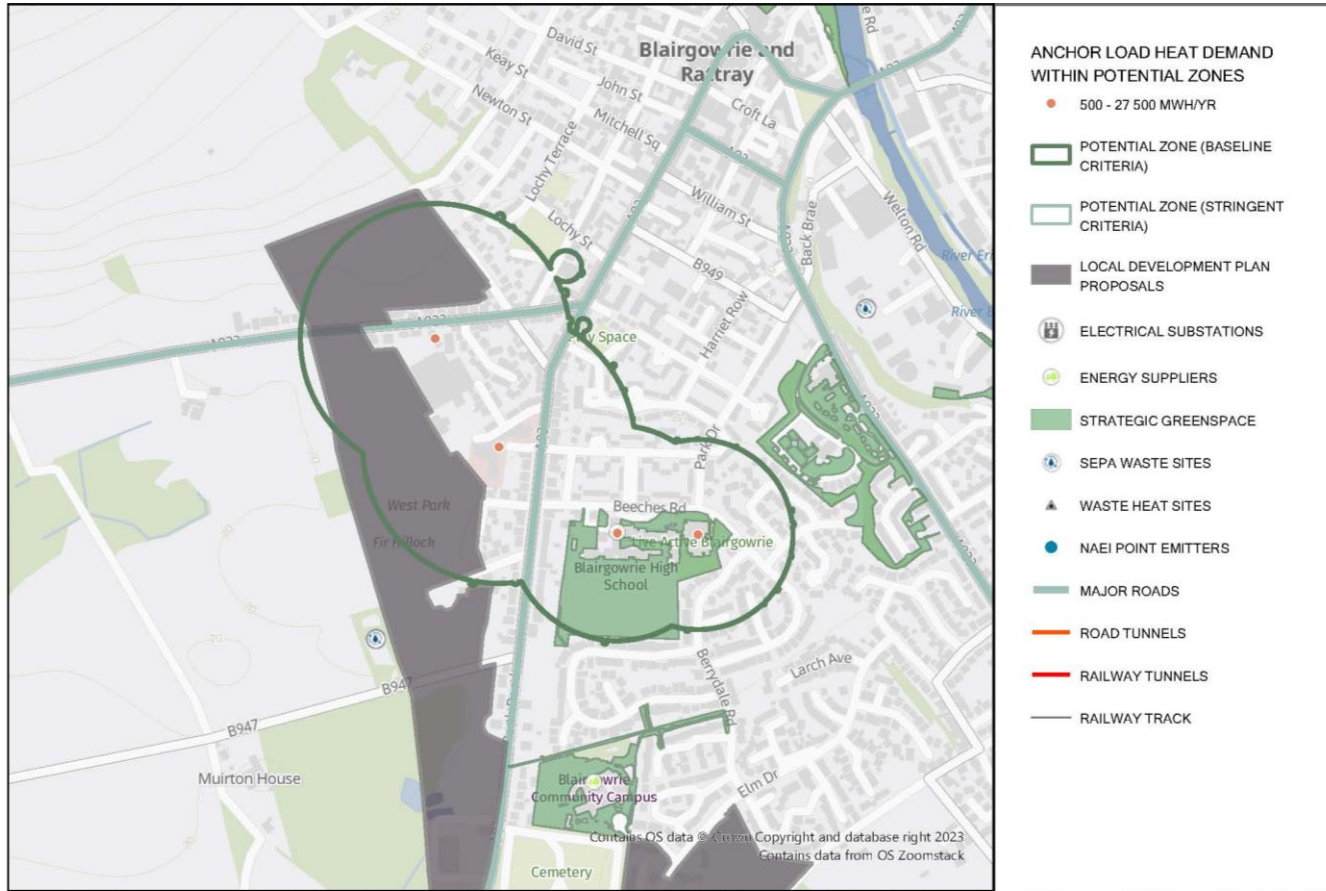 Blairgowrie and
Rattray
David St
Keay St
John St
Newton St
Croft La
Mitchell Sq
Lochy Terrace
William St
Back Brae
Welton Rd
Lochy St
B949
Harriet Row
Space
Park Dr
West Park
Beeches Rd
Fir Hillock
Live Active Blairgowrie
Blairgowrie High
School
Berrydale Rd
Larch Ave
B947
B947
Muirton House
Elm Dr
Blairgowrie
Community Campus
Cemetery
Contains OS data © Crown Copyright and database right 2023
Contains data from OS Zoomstack
ANCHOR LOAD HEAT DEMAND
WITHIN POTENTIAL ZONES
500 - 27 500 MWH/YR
POTENTIAL ZONE (BASELINE
CRITERIA)
POTENTIAL ZONE (STRINGENT
CRITERIA)
LOCAL DEVELOPMENT PLAN
PROPOSALS
ELECTRICAL SUBSTATIONS
ENERGY SUPPLIERS
STRATEGIC GREENSPACE
SEPA WASTE SITES
WASTE HEAT SITES
NAEI POINT EMITTERS
MAJOR ROADS
ROAD TUNNELS
RAILWAY TUNNELS
RAILWAY TRACK